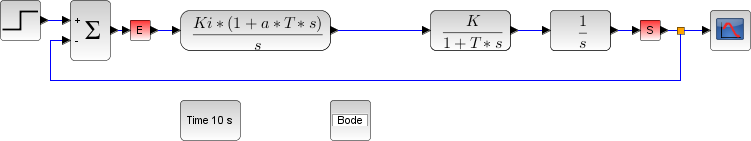 +
-
Σ
E
Ki * (1 + a * T * s)
s
K
1 + T * s
1
s
S
Time 10 s
Bode